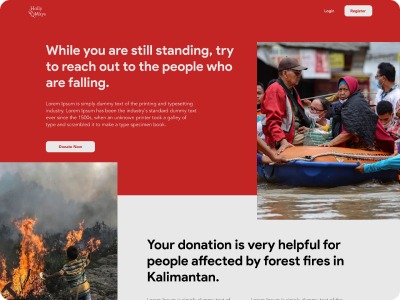 Holly
Ways
Login
Register
While you are still standing, try
to reach out to the people who
are falling.
Lorem Ipsum is simply dummy text of the printing and typesetting
industry. Lorem Ipsum has been the industry's standard dummy text
ever since the 1500s, when an unknown printer took a galley of
type and scrambled it to make a type specimen book.
Donate Now
Your donation is very helpful for
people affected by forest fires in
Kalimantan.